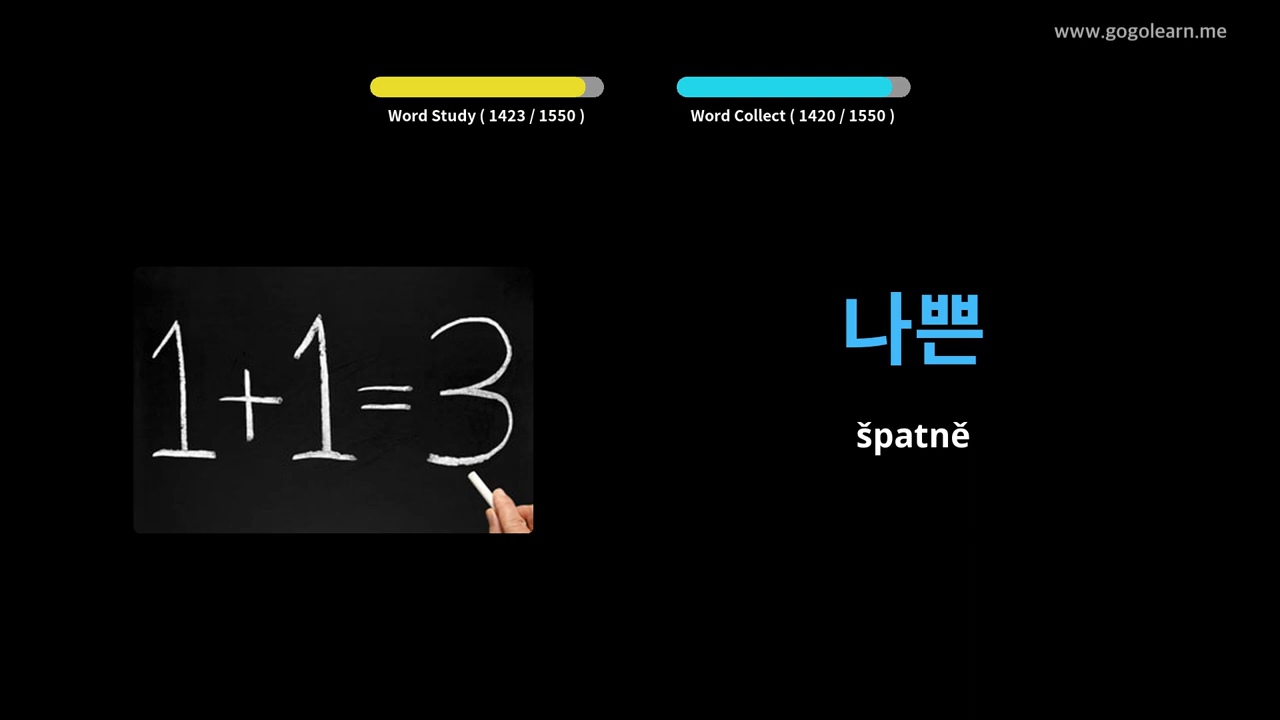 www.gogolearn.me
Word Study ( 1423 / 1550 )
Word Collect ( 1420 / 1550 )
1+1=3
나쁜
špatně